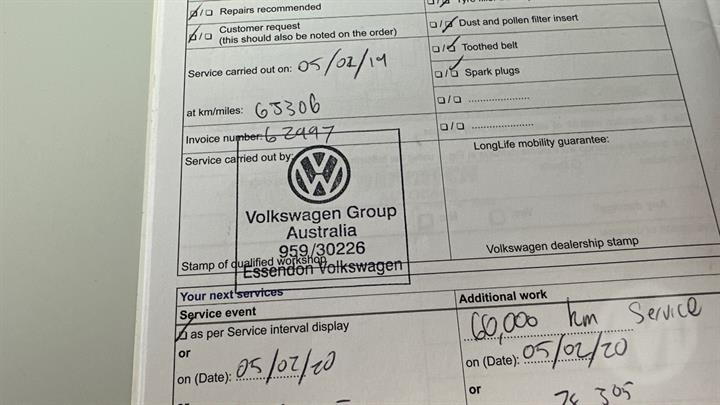 Repairs recommended
Customer request
(this should also be noted on the order)
Dust and pollen filter insert
Toothed belt
Spark plugs
Service carried out on: 05/02/19
at km/miles: 65306
Invoice number: 62997
Service carried out by:
Volkswagen Group
Australia
959/30226
Essendon Volkswagen
Stamp of qualified workshop
LongLife mobility guarantee:
Volkswagen dealership stamp
Your next services
Service event
as per Service interval display
or
on (Date): 05/02/20
Additional work
60,000 km Service
on (Date): 05/02/20
or